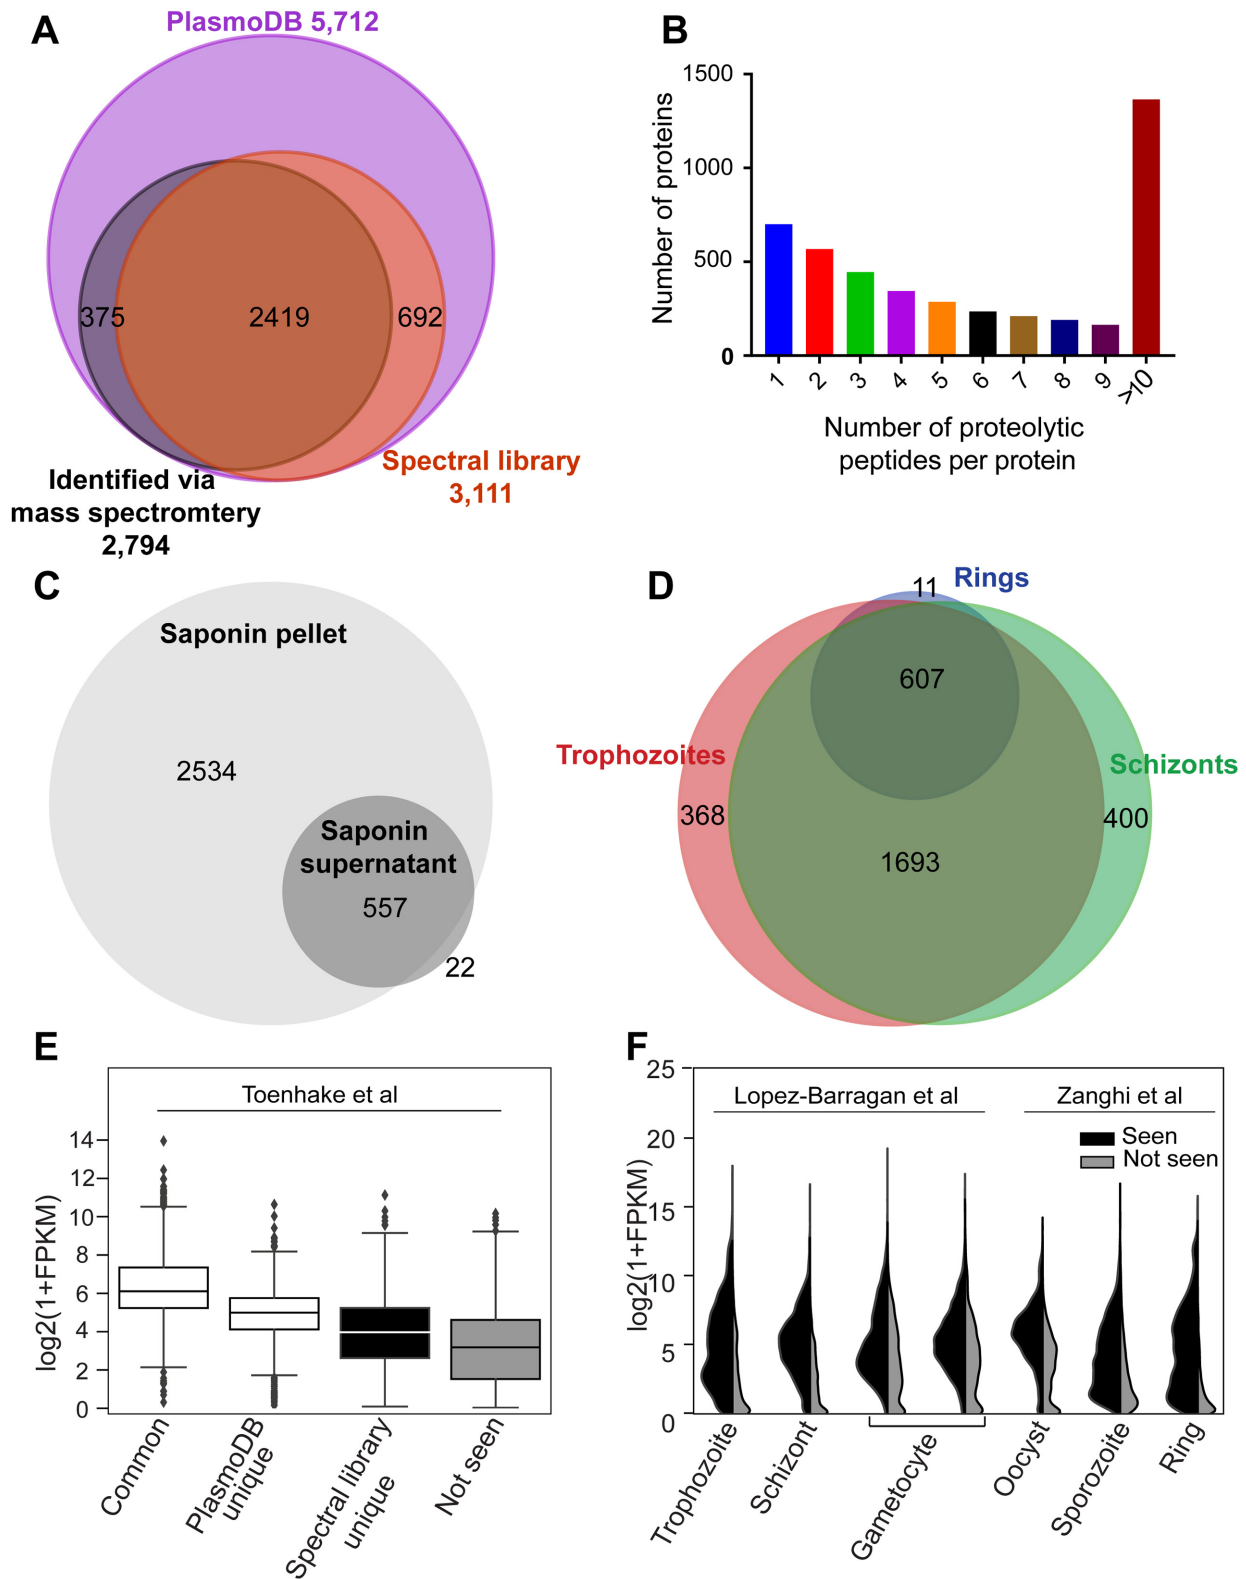 A
PlasmoDB 5,712
375
2419
692
Spectral library
3,111
Identified via
mass spectromtery
2,794
B
Number of proteins
1500
1000
500
0
1
2
3
4
5
6
7
8
9
>10
Number of proteolytic
peptides per protein
C
Saponin pellet
2534
Saponin
supernatant
557
22
D
11
Rings
607
Trophozoites
Schizonts
368
400
1693
E
Toenhake et al
log2(1+FPKM)
14
12
10
8
6
4
2
0
Common
PlasmoDB
unique
Spectral library
unique
Not seen
F
Lopez-Barragan et al
Zanghi et al
Seen
Not seen
log2(1+FPKM)
25
20
15
10
5
0
Trophozoite
Schizont
Gametocyte
Oocyst
Sporozoite
Ring